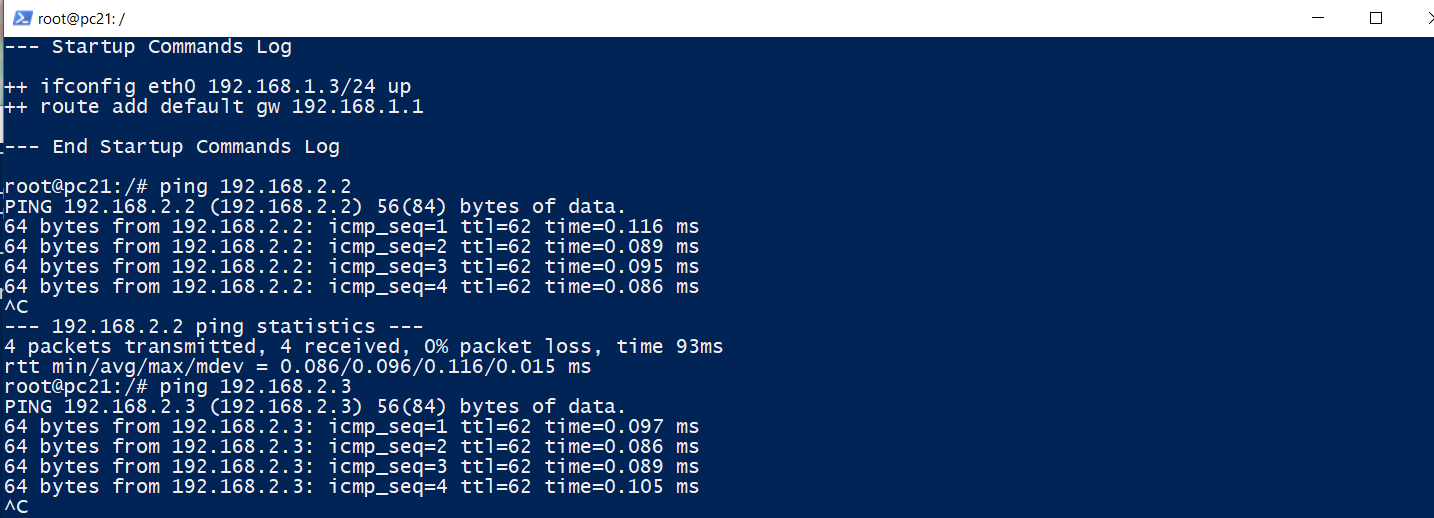 root@pc21: /
--- Startup Commands Log
++ ifconfig eth0 192.168.1.3/24 up
++ route add default gw 192.168.1.1
--- End Startup Commands Log
root@pc21:/# ping 192.168.2.2
PING 192.168.2.2 (192.168.2.2) 56(84) bytes of data.
64 bytes from 192.168.2.2: icmp_seq=1 ttl=62 time=0.116 ms
64 bytes from 192.168.2.2: icmp_seq=2 ttl=62 time=0.089 ms
64 bytes from 192.168.2.2: icmp_seq=3 ttl=62 time=0.095 ms
64 bytes from 192.168.2.2: icmp_seq=4 ttl=62 time=0.086 ms
^C
--- 192.168.2.2 ping statistics ---
4 packets transmitted, 4 received, 0% packet loss, time 93ms
rtt min/avg/max/mdev = 0.086/0.096/0.116/0.015 ms
root@pc21:/# ping 192.168.2.3
PING 192.168.2.3 (192.168.2.3) 56(84) bytes of data.
64 bytes from 192.168.2.3: icmp_seq=1 ttl=62 time=0.097 ms
64 bytes from 192.168.2.3: icmp_seq=2 ttl=62 time=0.086 ms
64 bytes from 192.168.2.3: icmp_seq=3 ttl=62 time=0.089 ms
64 bytes from 192.168.2.3: icmp_seq=4 ttl=62 time=0.105 ms
^C